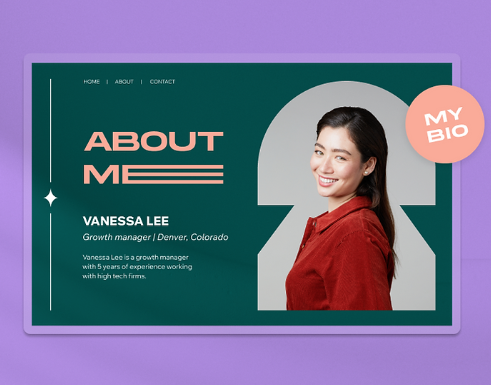 HOME | ABOUT | CONTACT
ABOUT
ME
VANESSA LEE
Growth manager | Denver, Colorado
Vanessa Lee is a growth manager
with 5 years of experience working
with high tech firms.
MY
BIO